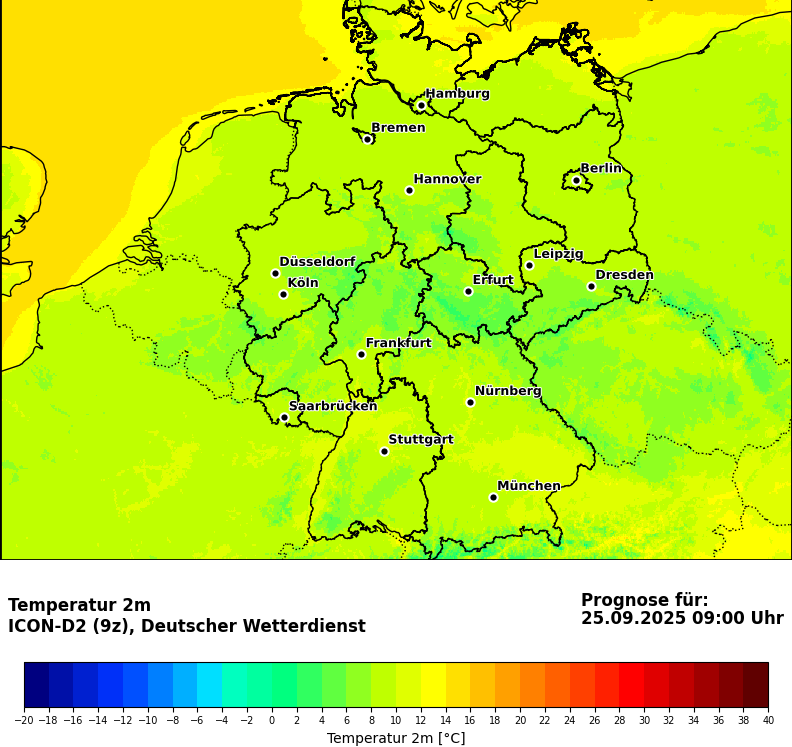 Hamburg
Bremen
Berlin
Hannover
Leipzig
Düsseldorf
Dresden
Köln
Erfurt
Frankfurt
Nürnberg
Saarbrücken
Stuttgart
München
Temperatur 2m
ICON-D2 (9z), Deutscher Wetterdienst
Prognose für:
25.09.2025 09:00 Uhr
−20 −18 −16 −14 −12 −10 −8 −6 −4 −2 0 2 4 6 8 10 12 14 16 18 20 22 24 26 28 30 32 34 36 38 40
Temperatur 2m [°C]